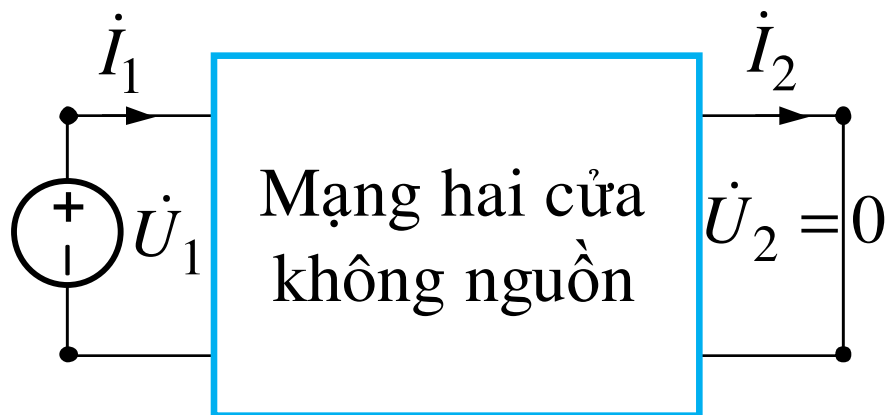 İ₁
İ₂
+
−
U̇₁
Mạng hai cửa
không nguồn
U̇₂ = 0